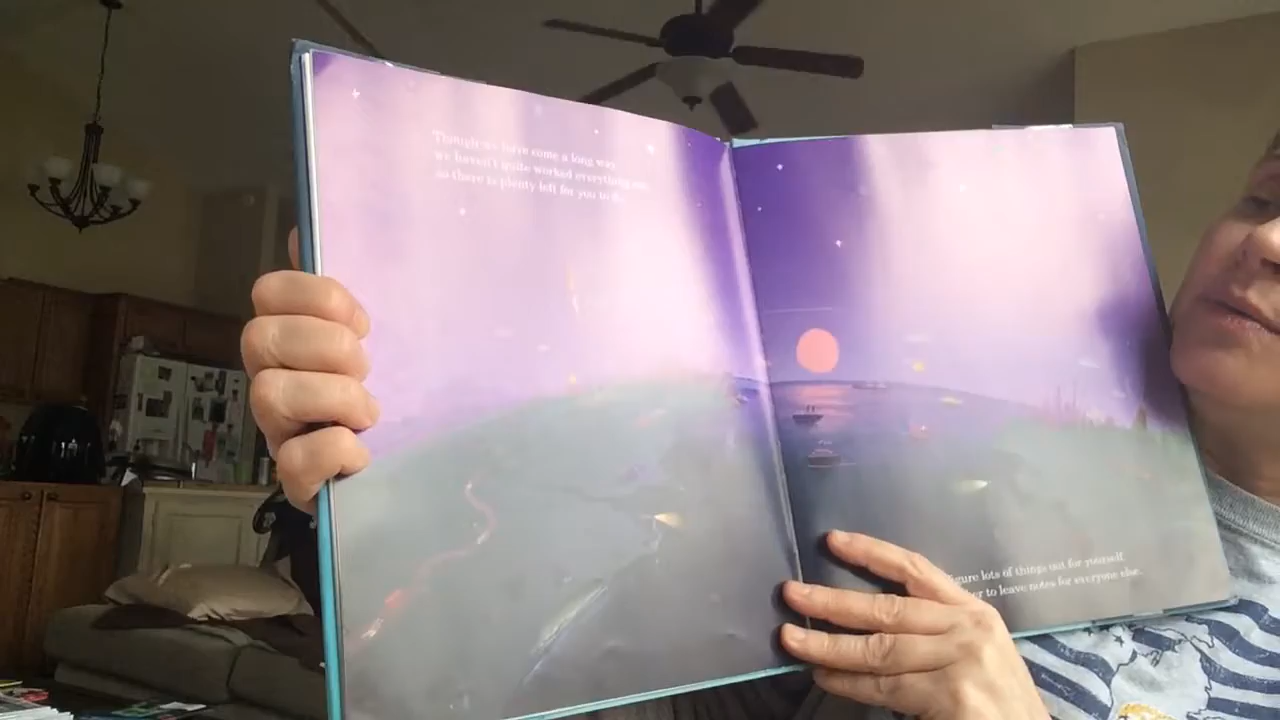 Though we have come a long way,
we haven't quite worked everything out,
so there is plenty left for you to do.
figure lots of things out for yourself.
to leave notes for everyone else.